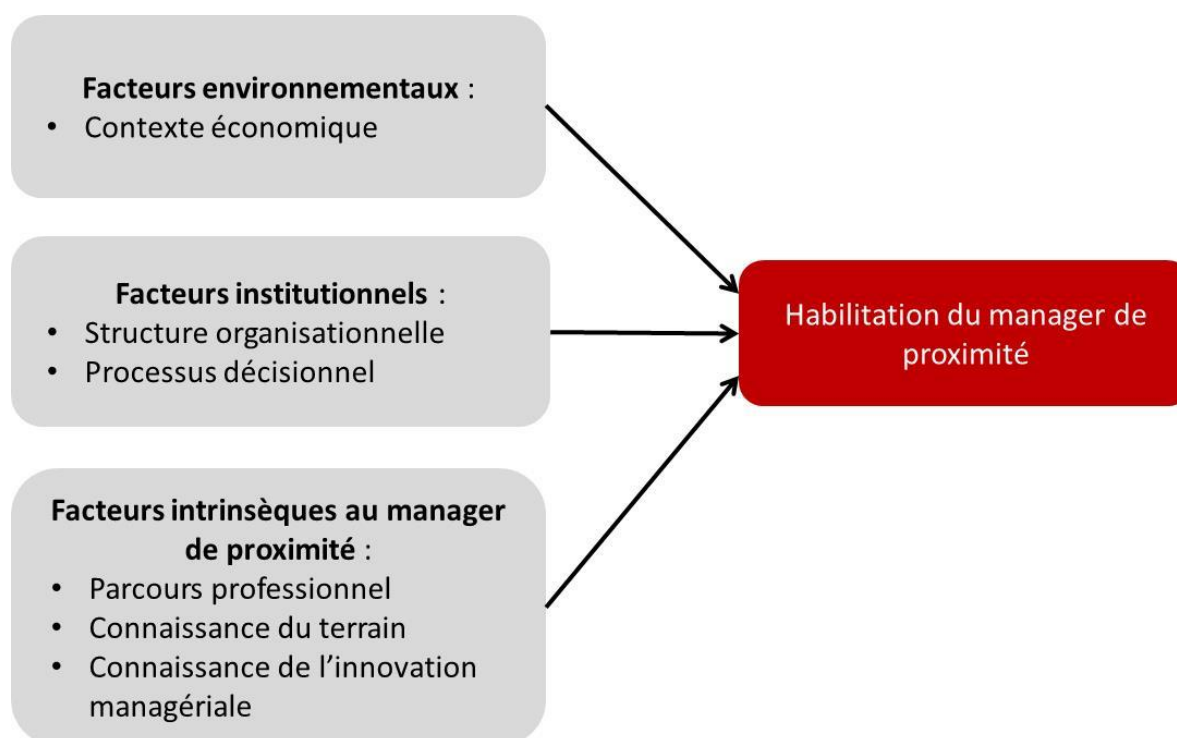 Facteurs environnementaux :
• Contexte économique
Facteurs institutionnels :
• Structure organisationnelle
• Processus décisionnel
Facteurs intrinsèques au manager
de proximité :
• Parcours professionnel
• Connaissance du terrain
• Connaissance de l’innovation
managériale
Habilitation du manager de
proximité